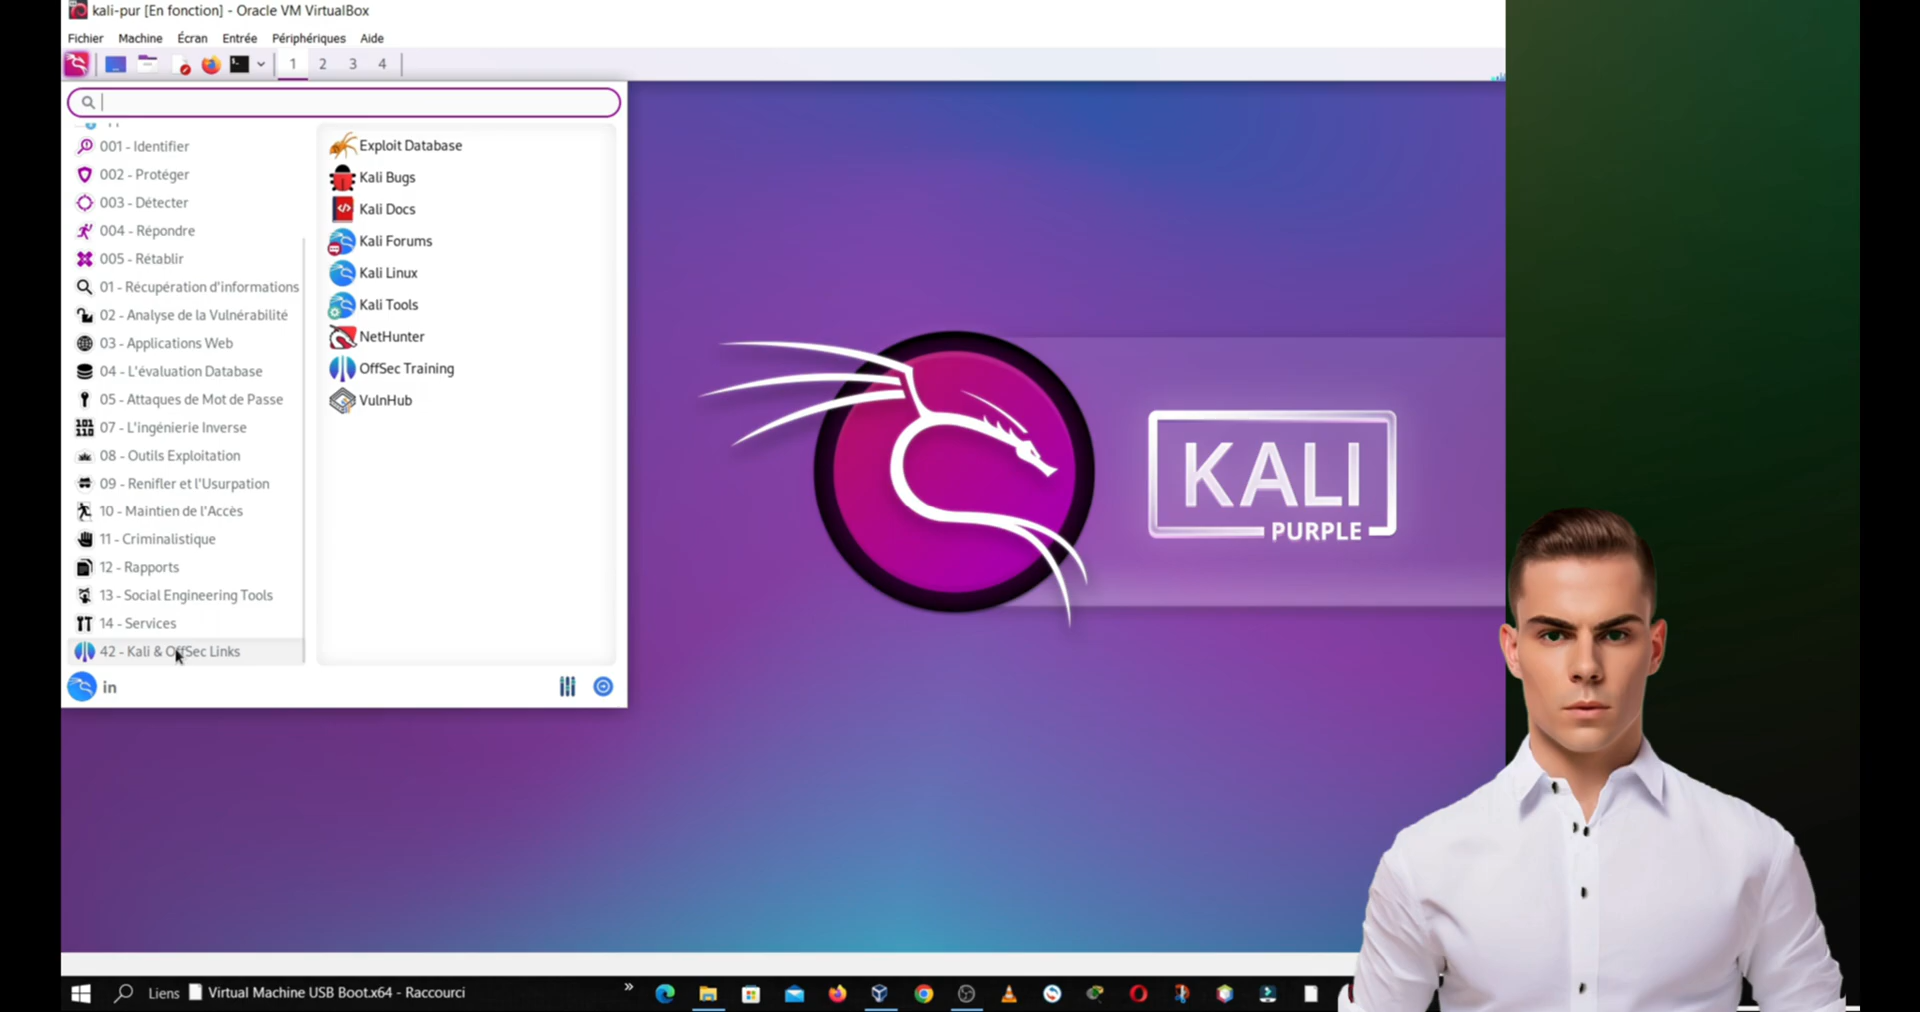 kali-pur [En fonction] - Oracle VM VirtualBox
Fichier Machine Écran Entrée Périphériques Aide
1 2 3 4
001 - Identifier
002 - Protéger
003 - Détecter
004 - Répondre
005 - Rétablir
01 - Récupération d'informations
02 - Analyse de la Vulnérabilité
03 - Applications Web
04 - L'évaluation Database
05 - Attaques de Mot de Passe
07 - L'ingénierie Inverse
08 - Outils Exploitation
09 - Renifler et l'Usurpation
10 - Maintien de l'Accès
11 - Criminalistique
12 - Rapports
13 - Social Engineering Tools
14 - Services
42 - Kali & OffSec Links
in
Exploit Database
Kali Bugs
Kali Docs
Kali Forums
Kali Linux
Kali Tools
NetHunter
OffSec Training
VulnHub
KALI
PURPLE
Liens Virtual Machine USB Boot.x64 - Raccourci »